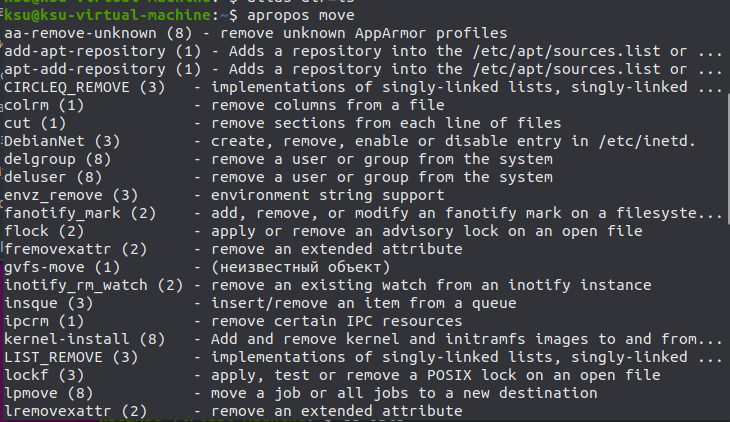 ksu@ksu-virtual-machine:~$ apropos move
aa-remove-unknown (8) - remove unknown AppArmor profiles
add-apt-repository (1) - Adds a repository into the /etc/apt/sources.list or ...
apt-add-repository (1) - Adds a repository into the /etc/apt/sources.list or ...
CIRCLEQ_REMOVE (3)   - implementations of singly-linked lists, singly-linked ...
colrm (1)            - remove columns from a file
cut (1)              - remove sections from each line of files
DebianNet (3)        - create, remove, enable or disable entry in /etc/inetd.
delgroup (8)         - remove a user or group from the system
deluser (8)          - remove a user or group from the system
envz_remove (3)      - environment string support
fanotify_mark (2)    - add, remove, or modify an fanotify mark on a filesyste...
flock (2)            - apply or remove an advisory lock on an open file
fremovexattr (2)     - remove an extended attribute
gvfs-move (1)        - (неизвестный объект)
inotify_rm_watch (2) - remove an existing watch from an inotify instance
insque (3)           - insert/remove an item from a queue
ipcrm (1)            - remove certain IPC resources
kernel-install (8)   - Add and remove kernel and initramfs images to and from...
LIST_REMOVE (3)      - implementations of singly-linked lists, singly-linked ...
lockf (3)            - apply, test or remove a POSIX lock on an open file
lpmove (8)           - move a job or all jobs to a new destination
lremovexattr (2)     - remove an extended attribute